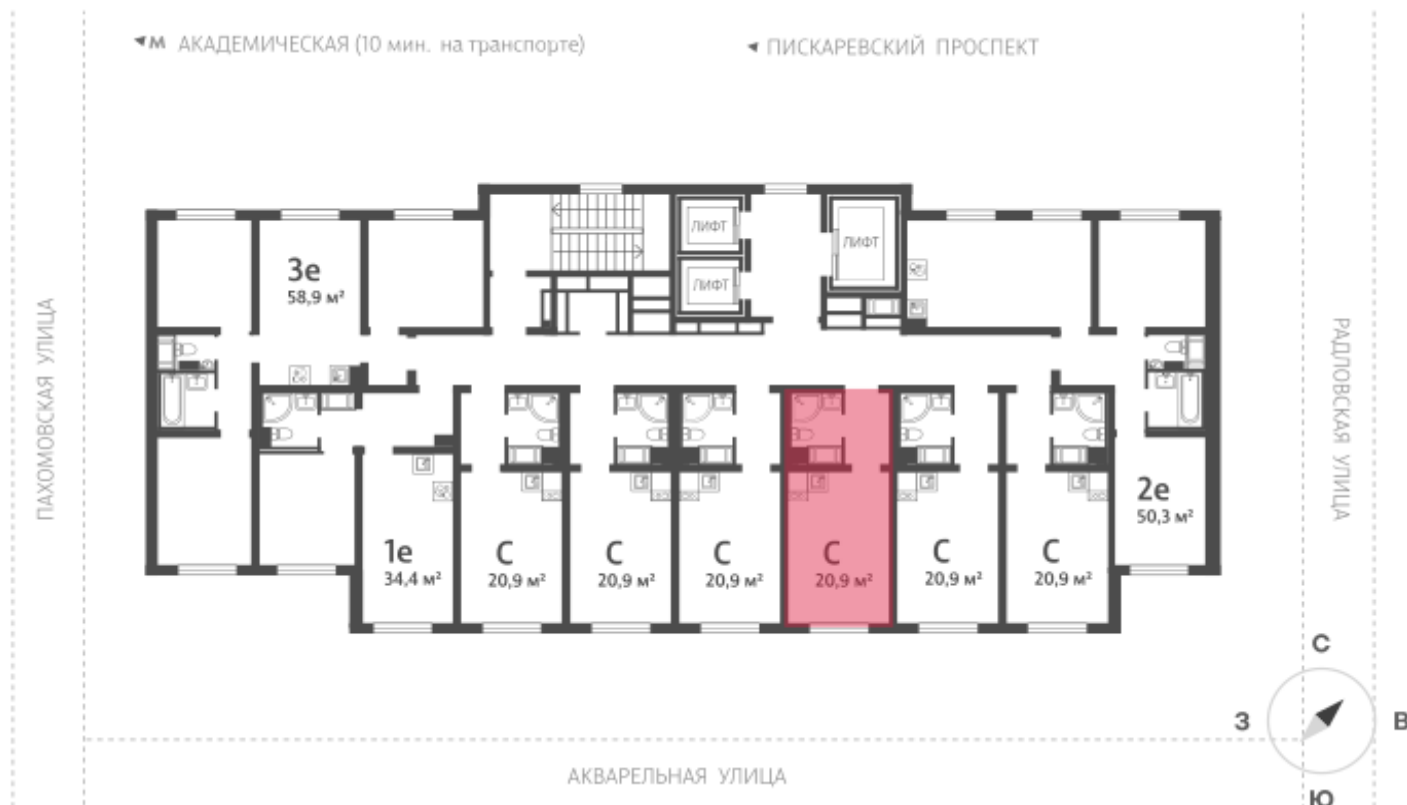 М АКАДЕМИЧЕСКАЯ (10 мин. на транспорте)
ПИСКАРЕВСКИЙ ПРОСПЕКТ
ПАХОМОВСКАЯ УЛИЦА
3е
58,9 м²
ЛИФТ
ЛИФТ
ЛИФТ
РАДЛОВСКАЯ УЛИЦА
1е
34,4 м²
С
20,9 м²
С
20,9 м²
С
20,9 м²
С
20,9 м²
С
20,9 м²
С
20,9 м²
2е
50,3 м²
С
З
В
Ю
АКВАРЕЛЬНАЯ УЛИЦА